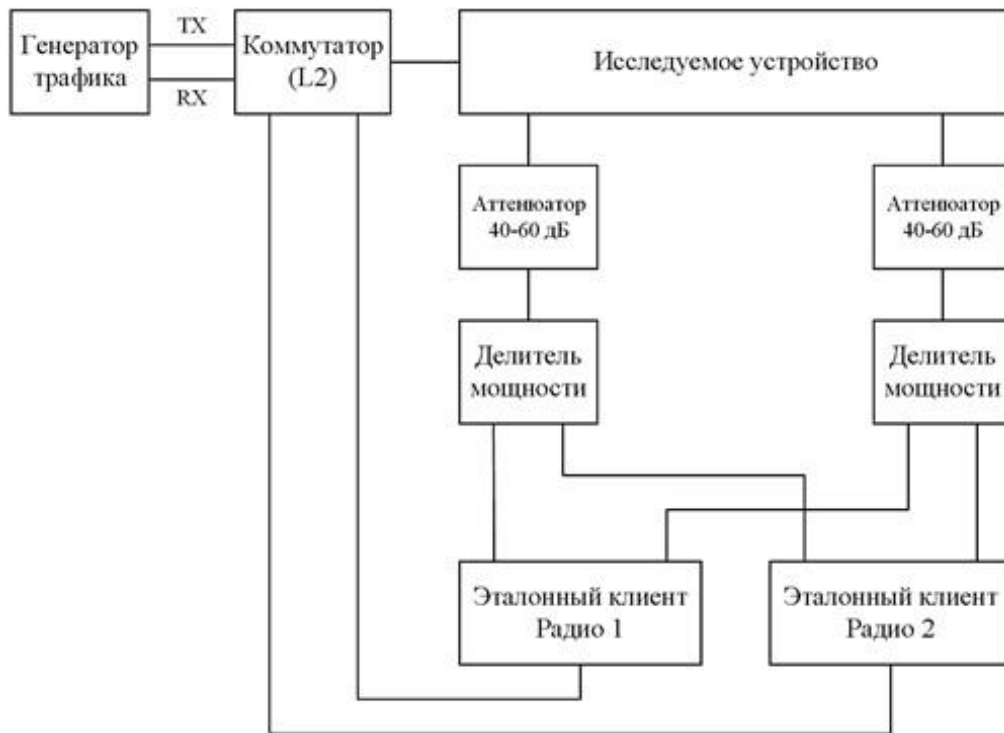 Генератор
трафика
TX
RX
Коммутатор
(L2)
Исследуемое устройство
Аттенюатор
40-60 дБ
Аттенюатор
40-60 дБ
Делитель
мощности
Делитель
мощности
Эталонный клиент
Радио 1
Эталонный клиент
Радио 2